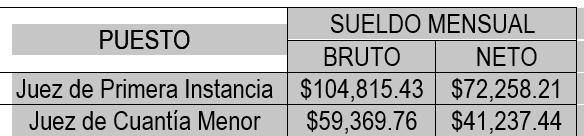 PUESTO SUELDO MENSUAL
BRUTO NETO
Juez de Primera Instancia $104,815.43 $72,258.21
Juez de Cuantía Menor $59,369.76 $41,237.44